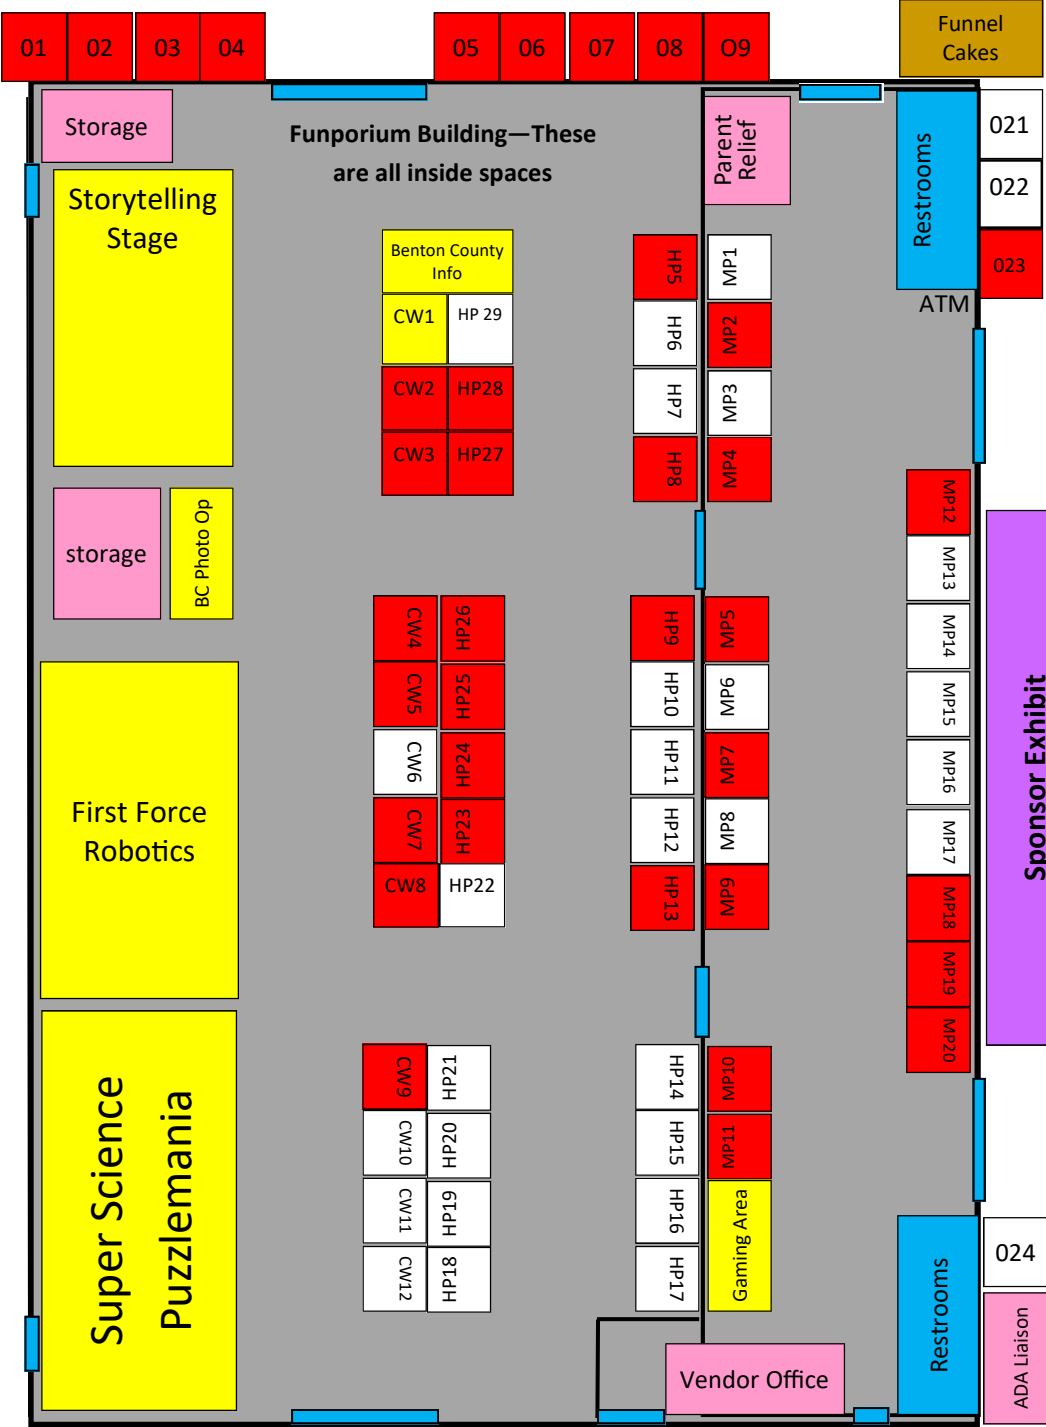 01
02
03
04
05
06
07
08
O9
Funnel
Cakes
Storage
Funporium Building—These
are all inside spaces
Parent
Relief
Restrooms
021
022
023
ATM
Storytelling
Stage
Benton County
Info
CW1
HP 29
CW2
HP28
CW3
HP27
HP5
MP1
HP6
MP2
HP7
MP3
HP8
MP4
storage
BC Photo Op
MP12
MP13
MP14
MP15
MP16
MP17
MP18
MP19
MP20
Sponsor Exhibit
CW4
HP26
CW5
HP25
CW6
HP24
CW7
HP23
CW8
HP22
HP9
MP5
HP10
MP6
HP11
MP7
HP12
MP8
HP13
MP9
First Force
Robotics
Super Science
Puzzlemania
CW9
HP21
CW10
HP20
CW11
HP19
CW12
HP18
HP14
MP10
HP15
MP11
HP16
HP17
Gaming Area
Vendor Office
Restrooms
024
ADA Liaison